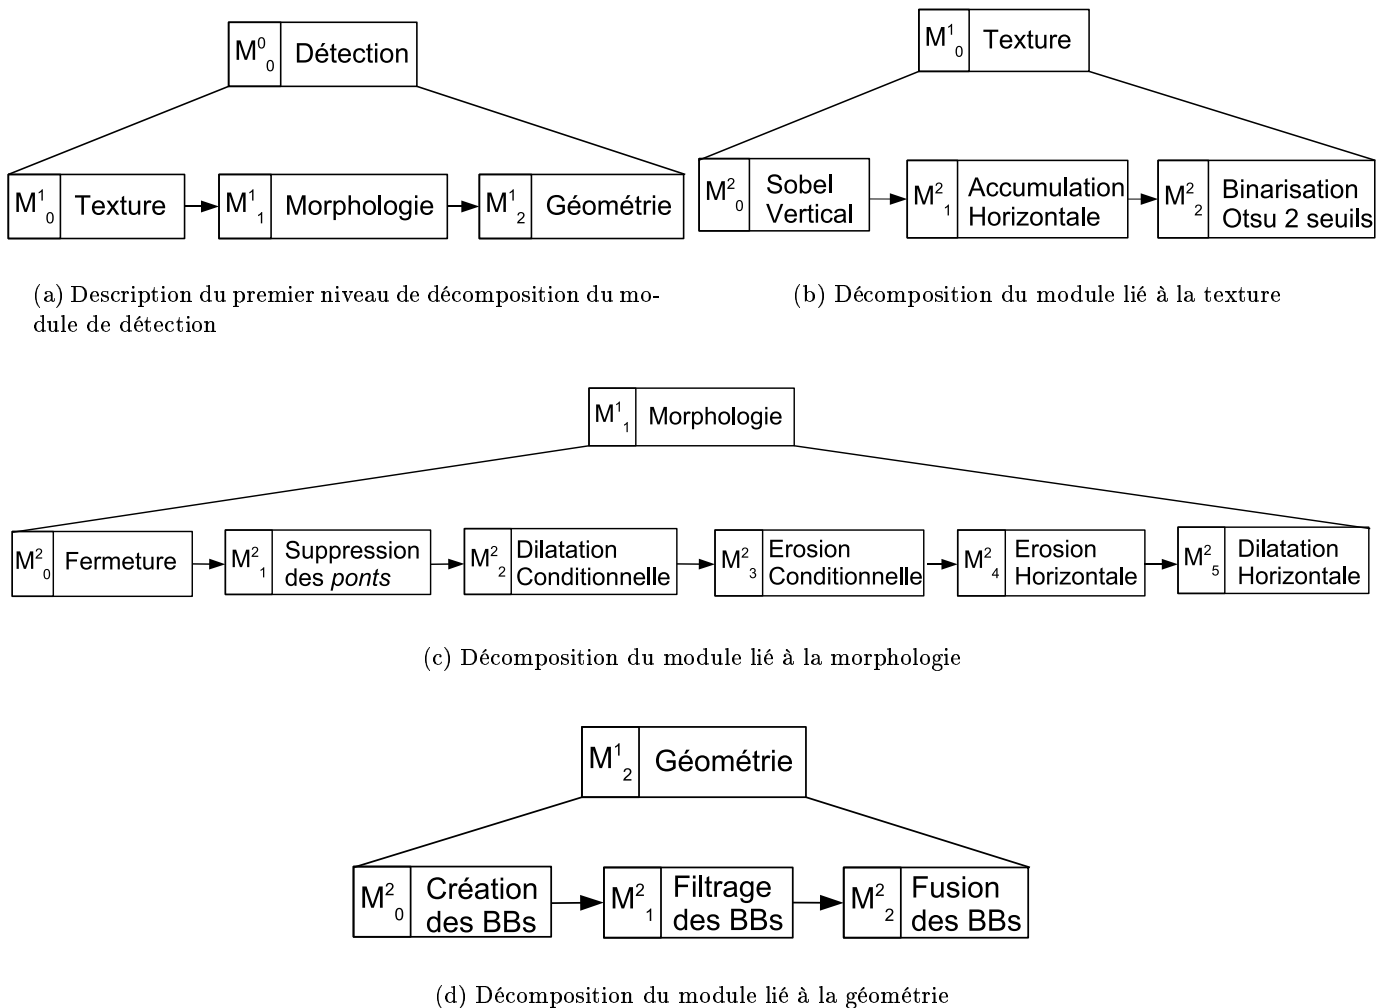 M⁰₀ Détection
M¹₀ Texture
M¹₁ Morphologie
M¹₂ Géométrie
(a) Description du premier niveau de décomposition du mo-
dule de détection
M¹₀ Texture
M²₀ Sobel
Vertical
M²₁ Accumulation
Horizontale
M²₂ Binarisation
Otsu 2 seuils
(b) Décomposition du module lié à la texture
M¹₁ Morphologie
M²₀ Fermeture
M²₁ Suppression
des ponts
M²₂ Dilatation
Conditionnelle
M²₃ Erosion
Conditionnelle
M²₄ Erosion
Horizontale
M²₅ Dilatation
Horizontale
(c) Décomposition du module lié à la morphologie
M¹₂ Géométrie
M²₀ Création
des BBs
M²₁ Filtrage
des BBs
M²₂ Fusion
des BBs
(d) Décomposition du module lié à la géométrie